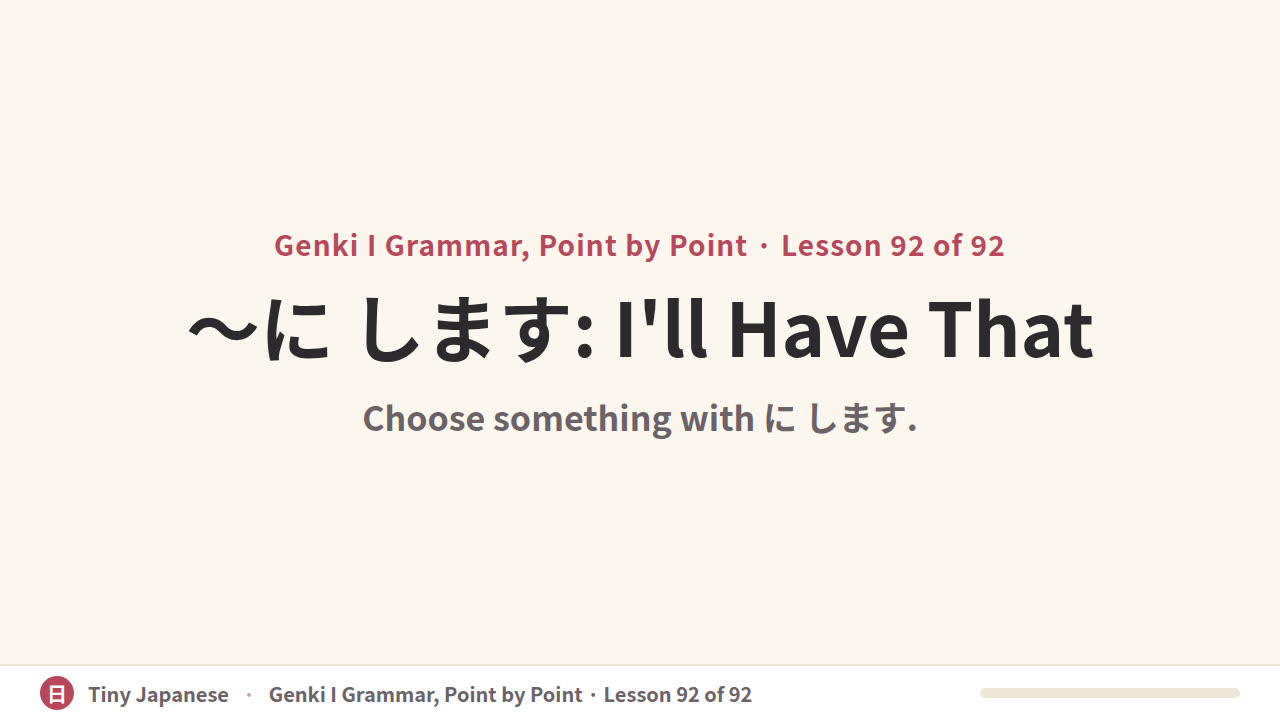 Genki I Grammar, Point by Point · Lesson 92 of 92
〜に します: I'll Have That
Choose something with に します.
日 Tiny Japanese · Genki I Grammar, Point by Point · Lesson 92 of 92